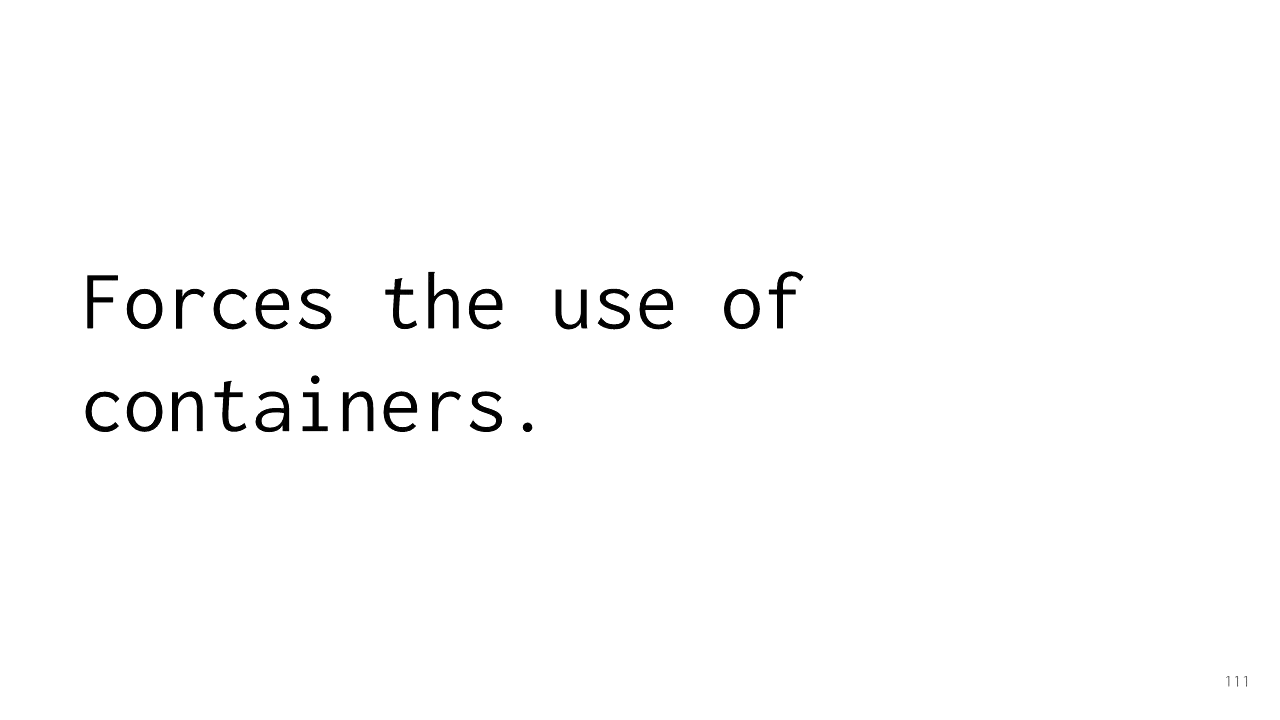 Forces the use of
containers.
111